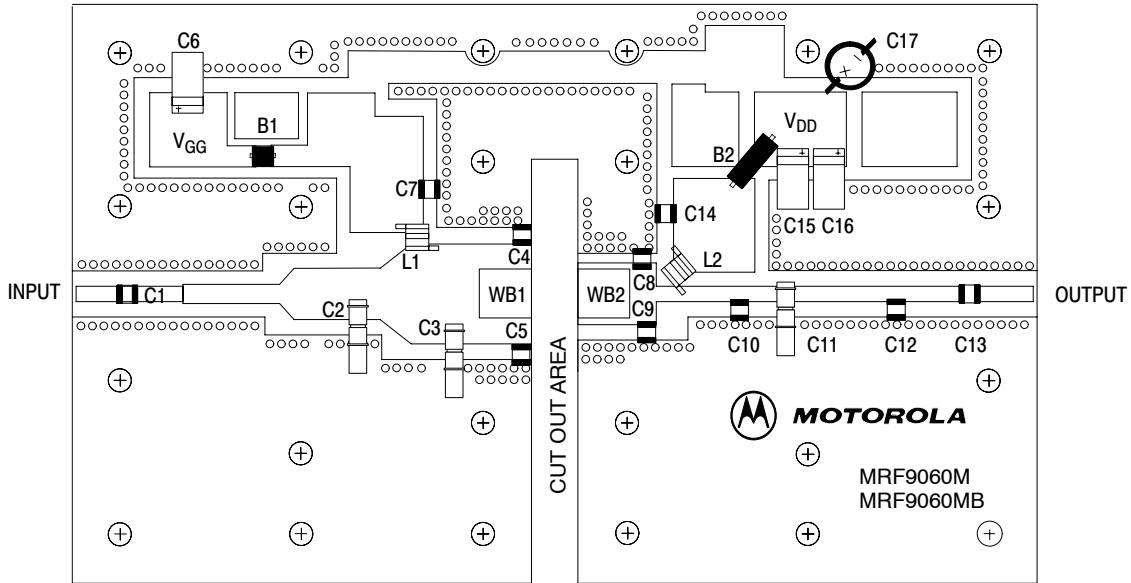 C6
C17
B1
VGG
VDD
B2
C7
C14
C15 C16
C4
L1
C8
L2
INPUT
C1
WB1
WB2
OUTPUT
C2
C3
C5
C9
C10
C11
C12
C13
CUT OUT AREA
MOTOROLA
MRF9060M
MRF9060MB